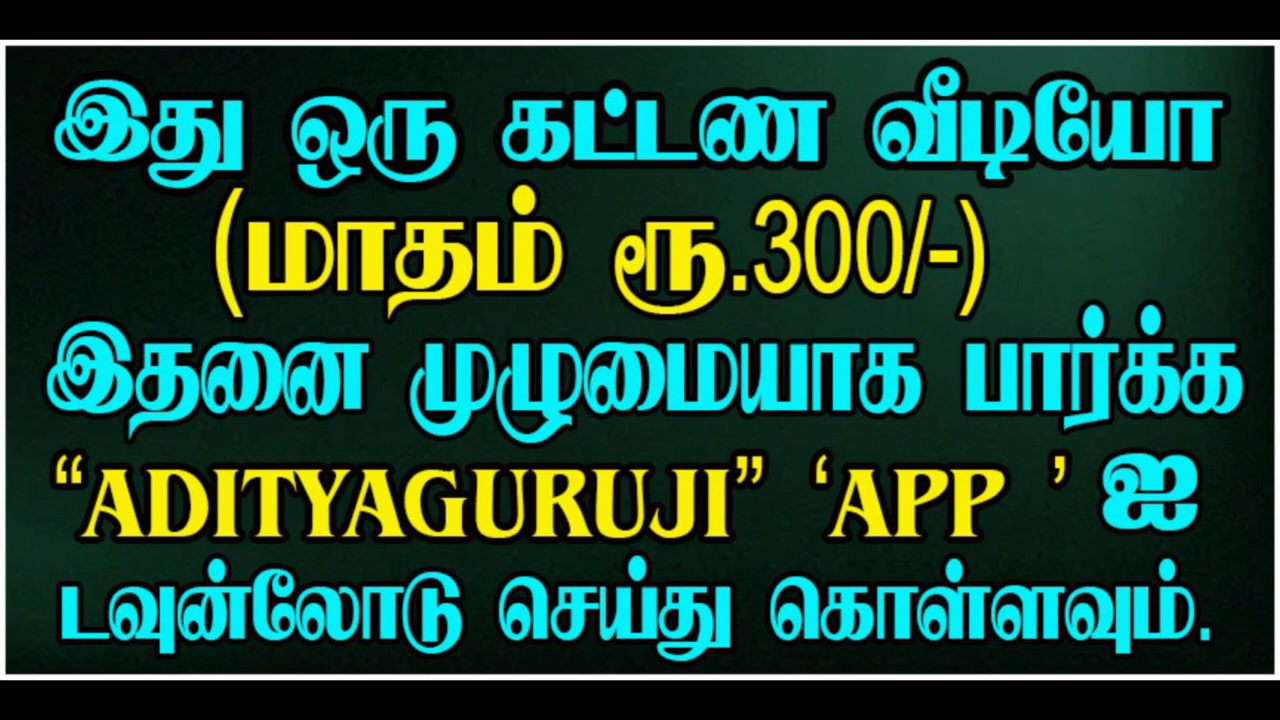 இது ஒரு கட்டண வீடியோ
(மாதம் ரூ.300/-)
இதனை முழுமையாக பார்க்க
“ADITYAGURUJI” ‘APP ’ ஐ
டவுன்லோடு செய்து கொள்ளவும்.